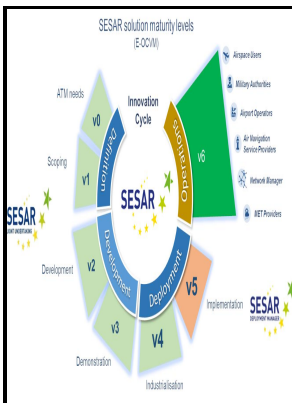 SESAR solution maturity levels
(E-OCVM)
ATM needs
Innovation
Cycle
v0
Definition
Operations
Scoping
v1
SESAR
v6
Airspace Users
Military Authorities
Airport Operators
Air Navigation
Service Providers
Network Manager
MET Providers
SESAR
JOINT UNDERTAKING
Development
v2
Development
Deployment
v5
Implementation
v3
Demonstration
v4
Industrialisation
SESAR
DEPLOYMENT MANAGER